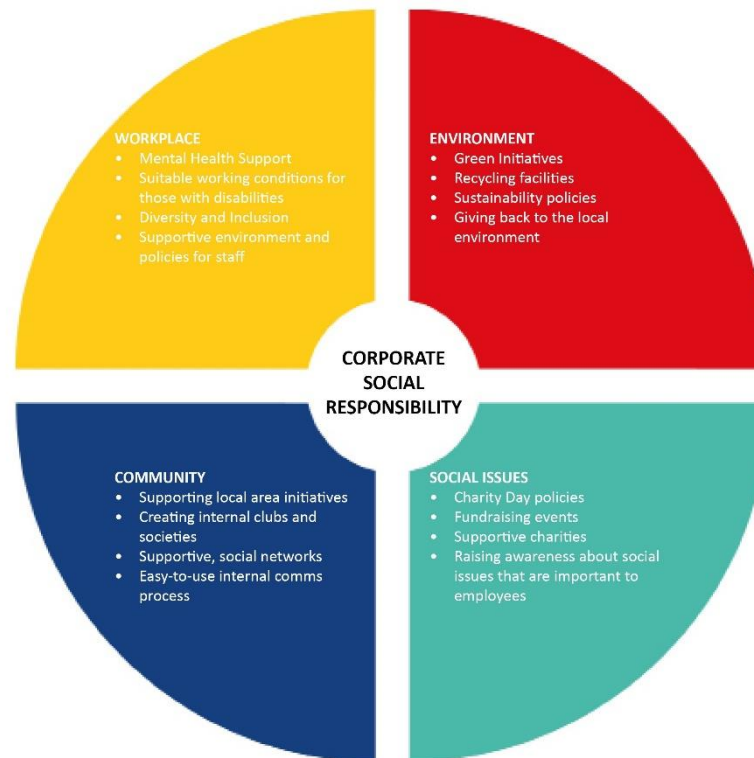 WORKPLACE
• Mental Health Support
• Suitable working conditions for
those with disabilities
• Diversity and Inclusion
• Supportive environment and
policies for staff
ENVIRONMENT
• Green Initiatives
• Recycling facilities
• Sustainability policies
• Giving back to the local
environment
CORPORATE
SOCIAL
RESPONSIBILITY
COMMUNITY
• Supporting local area initiatives
• Creating internal clubs and
societies
• Supportive, social networks
• Easy-to-use internal comms
process
SOCIAL ISSUES
• Charity Day policies
• Fundraising events
• Supportive charities
• Raising awareness about social
issues that are important to
employees